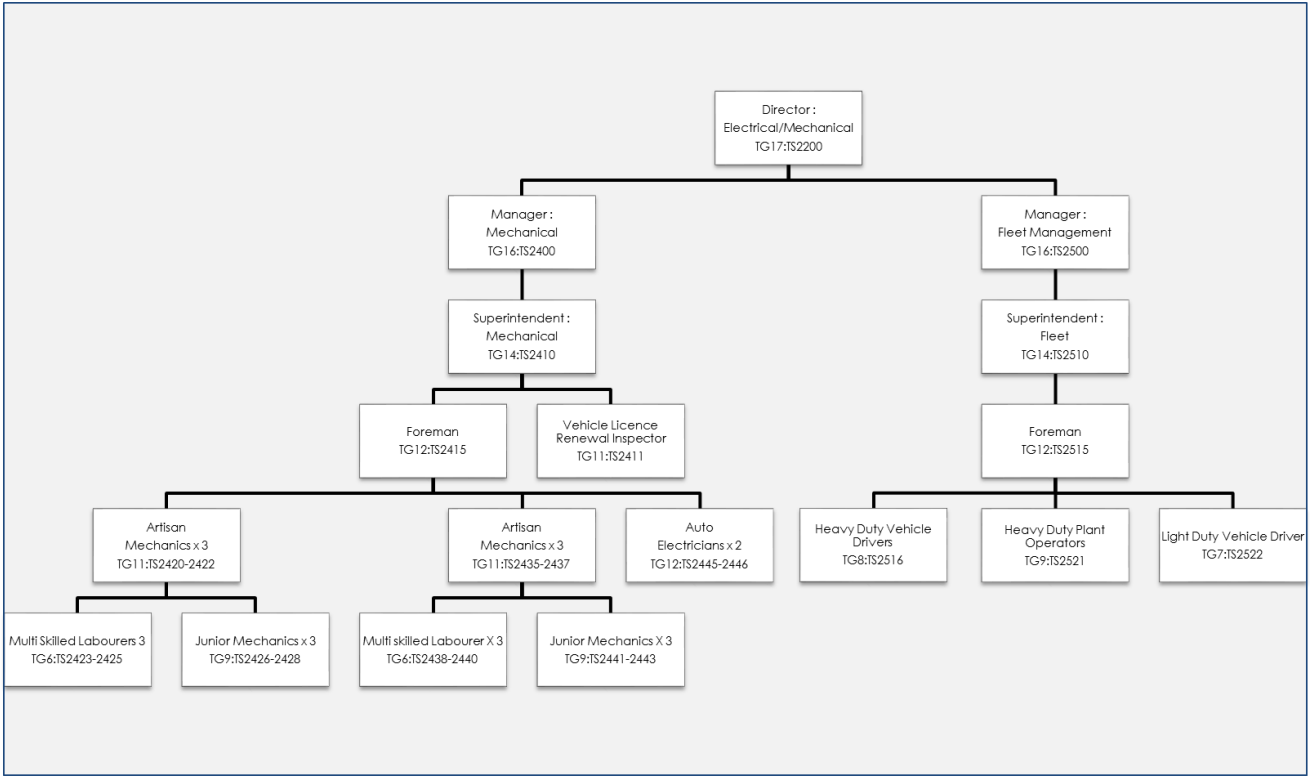 Director :
Electrical/Mechanical
TG17:TS2200
Manager :
Mechanical
TG16:TS2400
Manager :
Fleet Management
TG16:TS2500
Superintendent :
Mechanical
TG14:TS2410
Superintendent :
Fleet
TG14:TS2510
Foreman
TG12:TS2415
Vehicle Licence
Renewal Inspector
TG11:TS2411
Foreman
TG12:TS2515
Artisan
Mechanics x 3
TG11:TS2420-2422
Artisan
Mechanics x 3
TG11:TS2435-2437
Auto
Electricians x 2
TG12:TS2445-2446
Heavy Duty Vehicle
Drivers
TG8:TS2516
Heavy Duty Plant
Operators
TG9:TS2521
Light Duty Vehicle Driver
TG7:TS2522
Multi Skilled Labourers 3
TG6:TS2423-2425
Junior Mechanics x 3
TG9:TS2426-2428
Multi skilled Labourer X 3
TG6:TS2438-2440
Junior Mechanics X 3
TG9:TS2441-2443